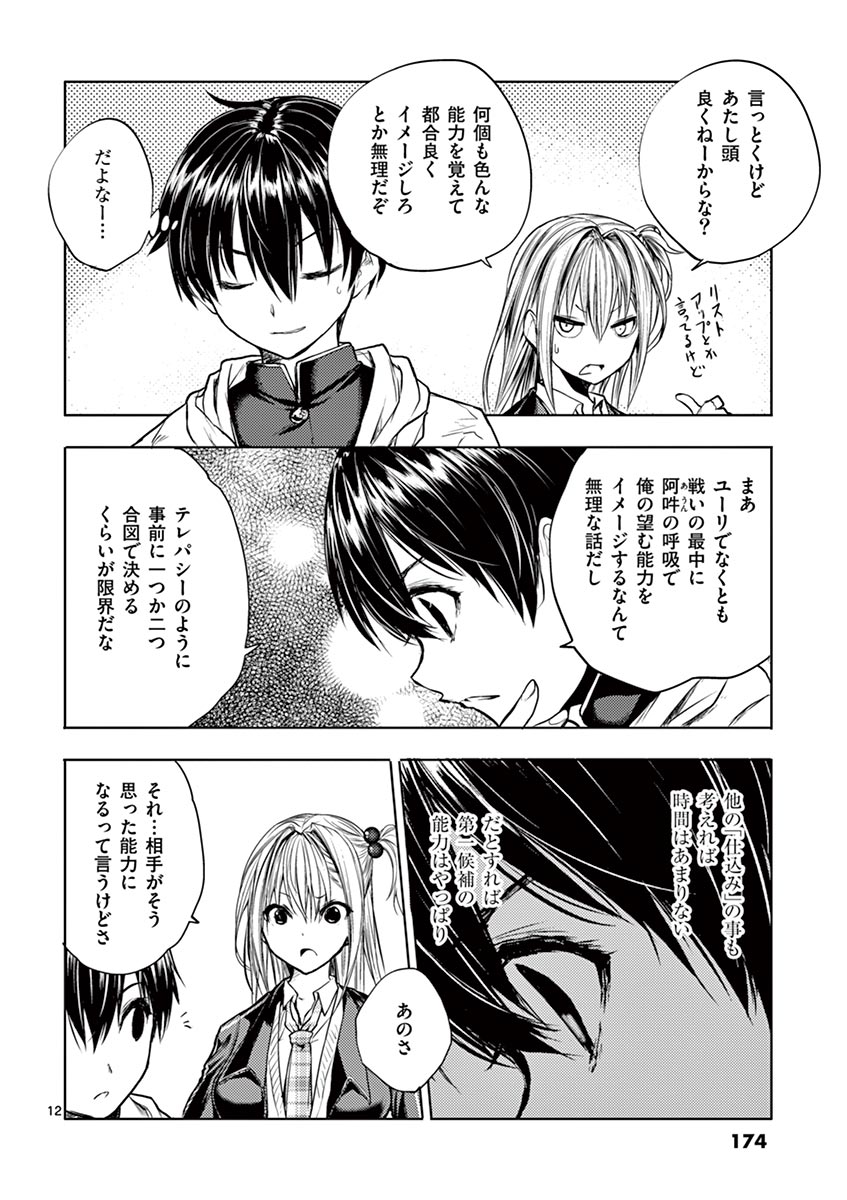 言っとくけど
あたし頭
良くねーからな?
リスト
アップとか
言ってるけど
何個も色んな
能力を覚えて
都合良く
イメージしろ
とか無理だぞ
だよなー…
まあ
ユーリでなくとも
戦いの最中に
阿吽の呼吸で
あうん
俺の望む能力を
イメージするなんて
無理な話だし
テレパシーのように
事前に一つか二つ
合図で決める
くらいが限界だな
他の「仕込み」の事も
考えれば
時間はあまりない
だとすれば
第一候補の
能力はやっぱり
あのさ
それ…相手がそう
思った能力に
なるって言うけどさ
12
174